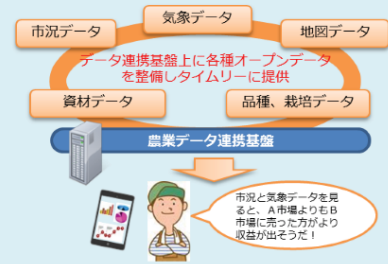 気象データ
市況データ
地図データ
データ連携基盤上に各種オープンデータ
を整備しタイムリーに提供
資材データ
品種、栽培データ
農業データ連携基盤
市況と気象データを見
ると、A市場よりもB
市場に売った方がより
収益が出そうだ！